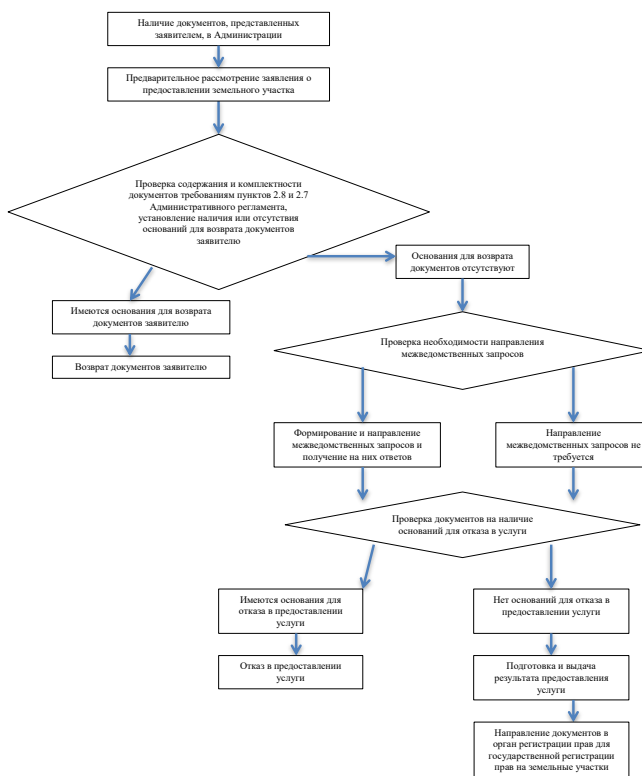 Наличие документов, представленных
заявителем, в Администрации
Предварительное рассмотрение заявления о
предоставлении земельного участка
Проверка содержания и комплектности
документов требованиям пунктов 2.8 и 2.7
Административного регламента,
установление наличия или отсутствия
оснований для возврата документов
заявителю
Основания для возврата
документов отсутствуют
Имеются основания для возврата
документов заявителю
Возврат документов заявителю
Проверка необходимости направления
межведомственных запросов
Формирование и направление
межведомственных запросов и
получение на них ответов
Направление
межведомственных запросов не
требуется
Проверка документов на наличие
оснований для отказа в услуги
Имеются основания для
отказа в предоставлении
услуги
Нет оснований для отказа в
предоставлении услуги
Отказ в предоставлении
услуги
Подготовка и выдача
результата предоставления
услуги
Направление документов в
орган регистрации прав для
государственной регистрации
прав на земельные участки